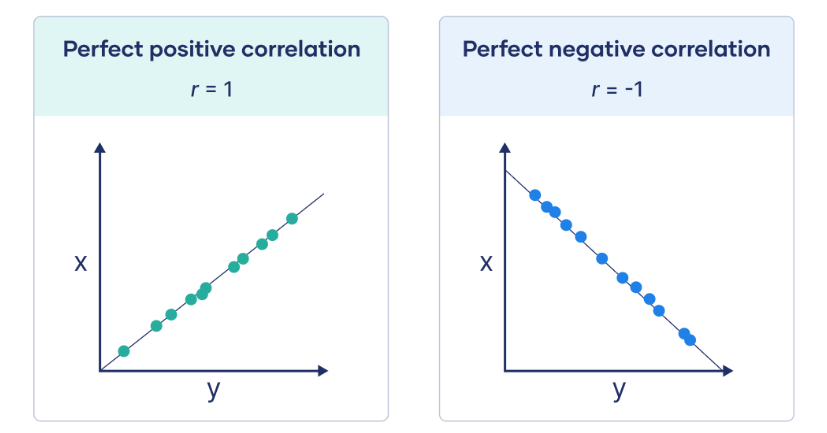 Perfect positive correlation
r = 1
x
y
Perfect negative correlation
r = -1
x
y